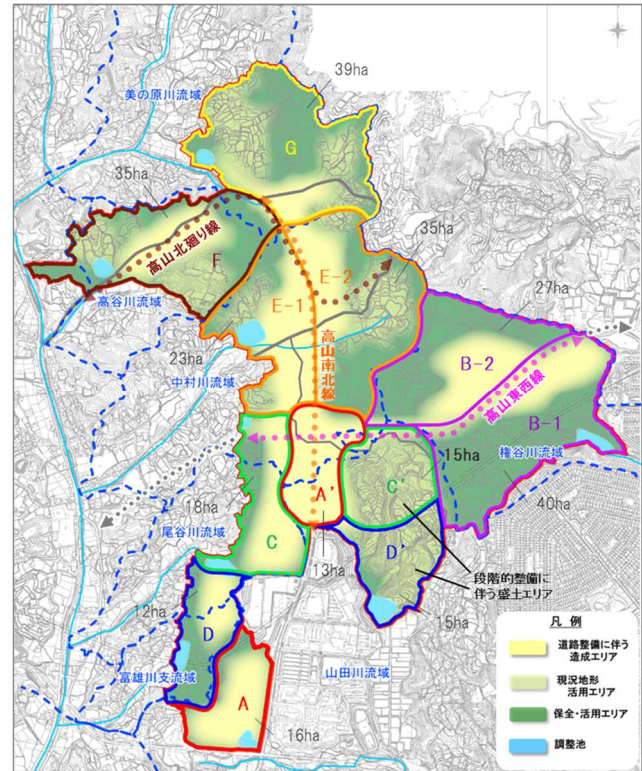 39ha
美の原川流域
G
35ha
高山北廻り線
F
35ha
E-2
E-1
高谷川流域
27ha
23ha
中村川流域
高山南北線
B-2
高山東西線
B-1
権谷川流域
15ha
A'
C'
18ha
40ha
尾谷川流域
C
13ha
D'
段階的整備に
伴う盛土エリア
12ha
15ha
D
富雄川支流域
山田川流域
A
16ha
凡 例
道路整備に伴う
造成エリア
現況地形
活用エリア
保全・活用エリア
調整池